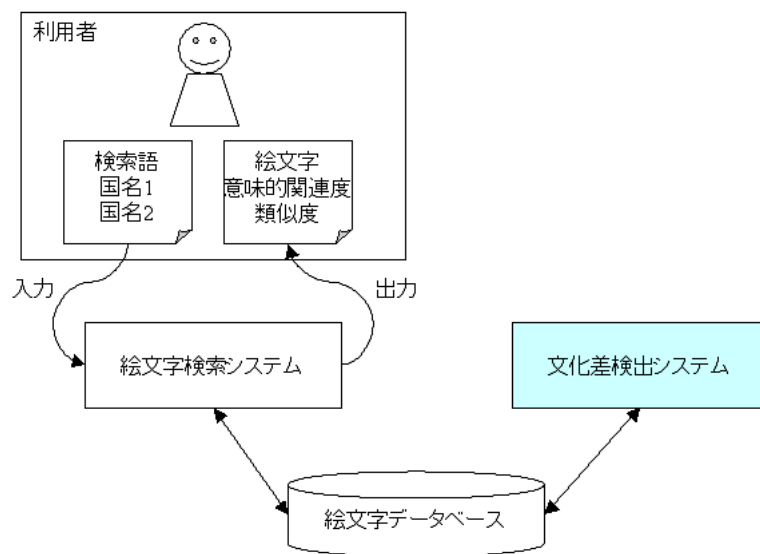 利用者
検索語
国名1
国名2
絵文字
意味的関連度
類似度
入力
出力
絵文字検索システム
文化差検出システム
絵文字データベース